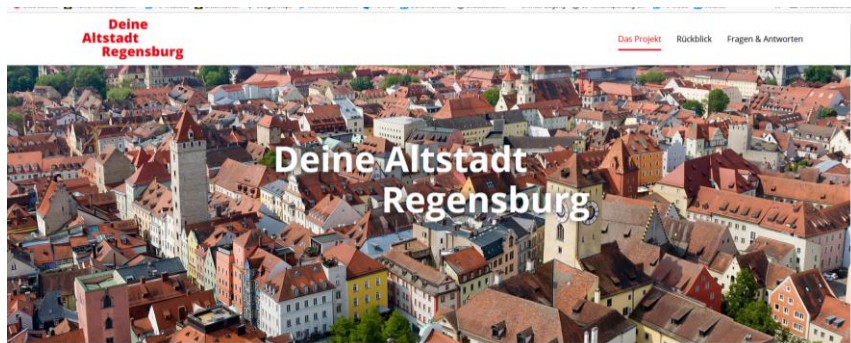 Deine
Altstadt
Regensburg
Das Projekt Rückblick Fragen & Antworten
Deine Altstadt
Regensburg